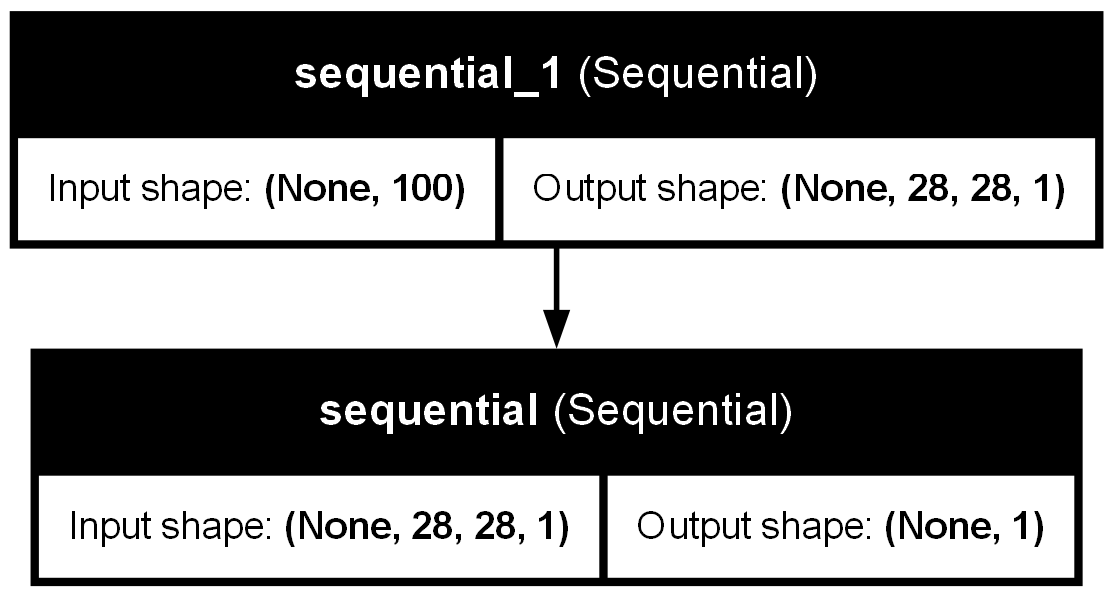 sequential_1 (Sequential)
Input shape: (None, 100)
Output shape: (None, 28, 28, 1)
sequential (Sequential)
Input shape: (None, 28, 28, 1)
Output shape: (None, 1)